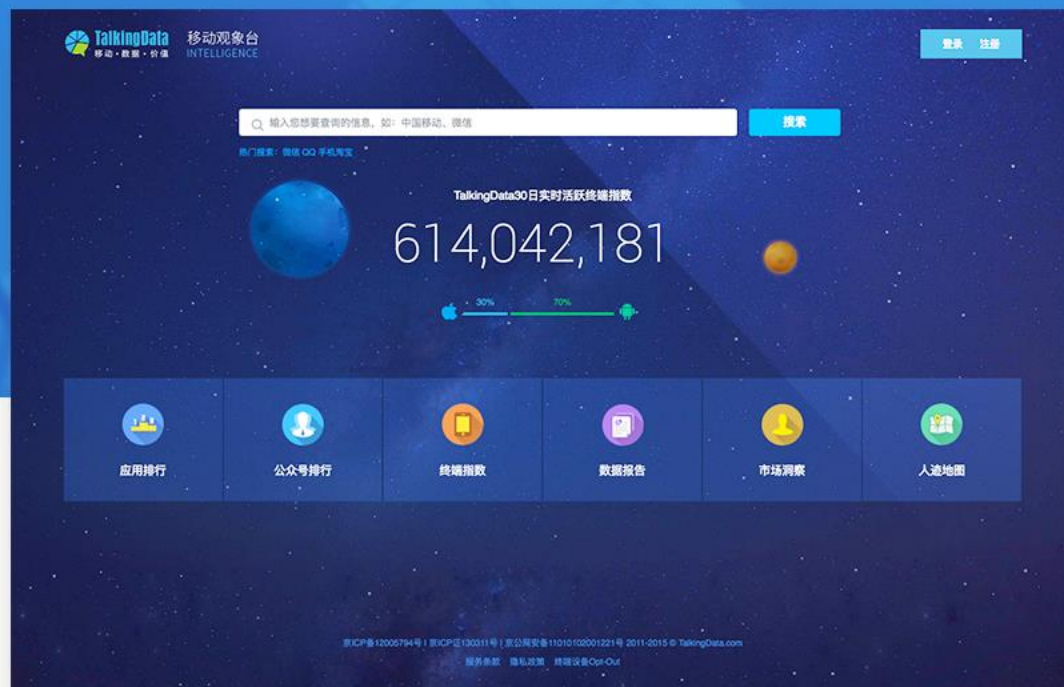 TalkingData 移动观象台
移动·数据·价值 INTELLIGENCE
登录 注册
输入您想要查询的信息，如：中国移动、微信
搜索
热门搜索：微信 QQ 手机淘宝
TalkingData30日实时活跃终端指数
614,042,181
30% 70%
应用排行 公众号排行 终端指数 数据报告 市场洞察 人迹地图
京ICP备12005794号 | 京ICP证130311号 | 京公网安备11010102001221号 2011-2015 © TalkingData.com
服务条款 隐私政策 终端设备Opt-Out